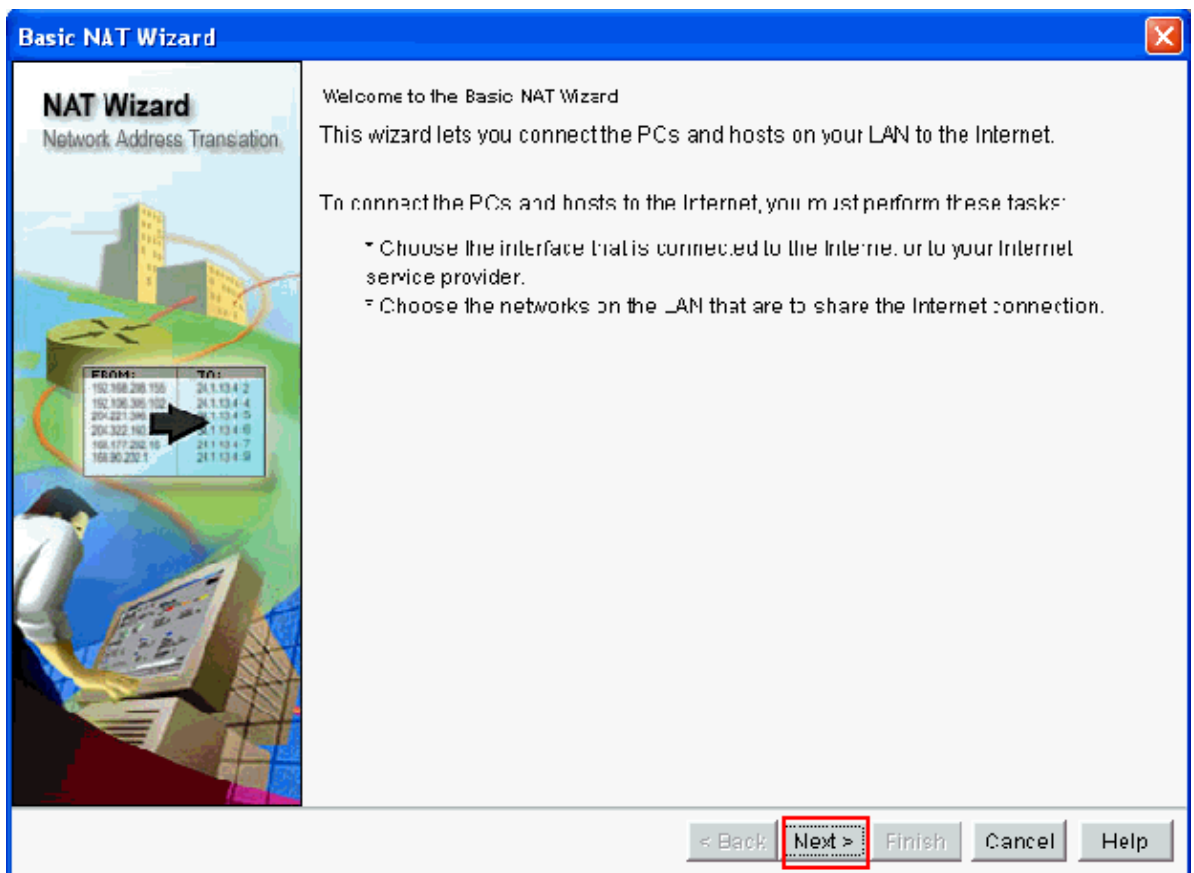 Basic NAT Wizard
NAT Wizard
Network Address Translation
Welcome to the Basic NAT Wizard
This wizard lets you connect the PCs and hosts on your LAN to the Internet.
To connect the PCs and hosts to the Internet, you must perform these tasks:
* Choose the interface that is connected to the Internet or to your Internet
service provider.
* Choose the networks on the LAN that are to share the Internet connection.
FROM: TO:
< Back Next > Finish Cancel Help